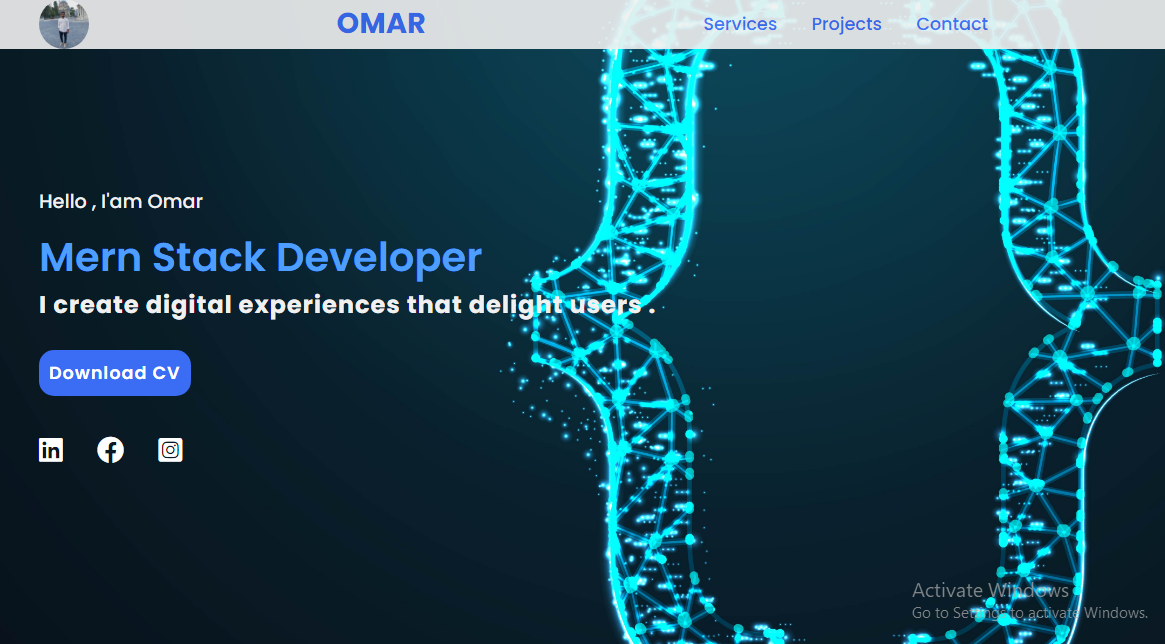 OMAR
Services Projects Contact
Hello , I'am Omar
Mern Stack Developer
I create digital experiences that delight users .
Download CV
in
Activate Windows
Go to Settings to activate Windows.